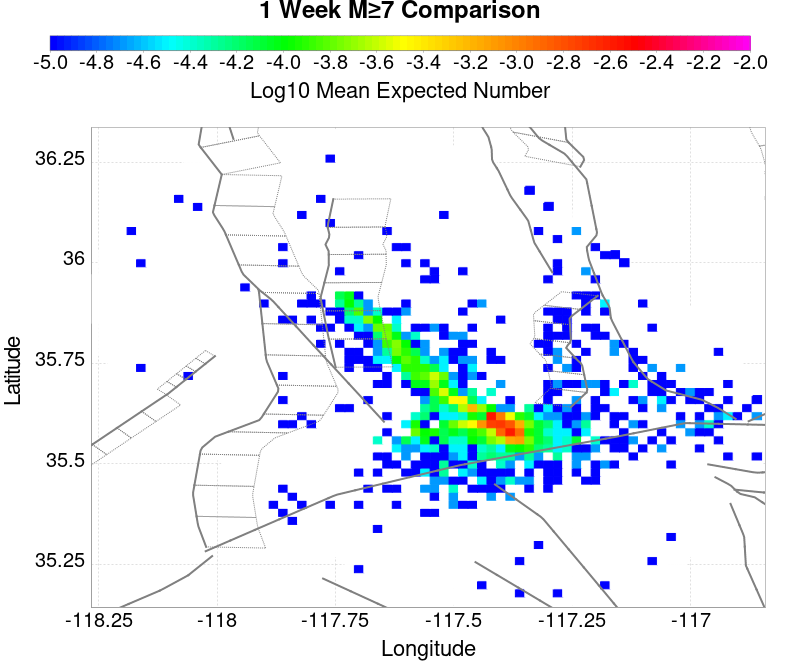 1 Week M≥7 Comparison
-5.0 -4.8 -4.6 -4.4 -4.2 -4.0 -3.8 -3.6 -3.4 -3.2 -3.0 -2.8 -2.6 -2.4 -2.2 -2.0
Log10 Mean Expected Number
36.25
36
35.75
35.5
35.25
Latitude
-118.25 -118 -117.75 -117.5 -117.25 -117
Longitude